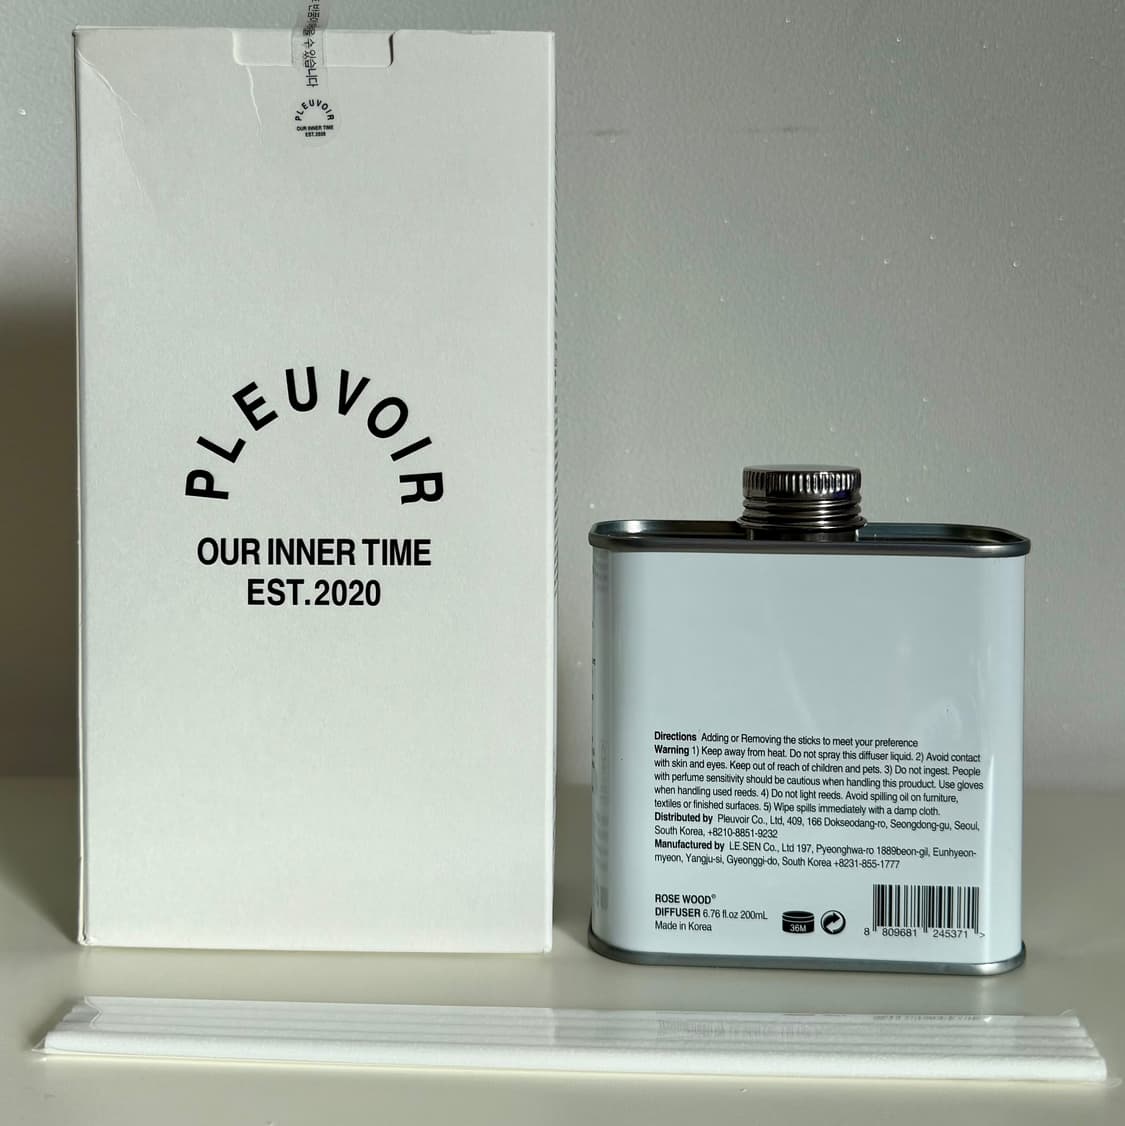 수 있습니다
PLEUVOIR
OUR INNER TIME
EST.2020
PLEUVOIR
OUR INNER TIME
EST.2020
Directions Adding or Removing the sticks to meet your preference
Warning 1) Keep away from heat. Do not spray this diffuser liquid. 2) Avoid contact
with skin and eyes. Keep out of reach of children and pets. 3) Do not ingest. People
with perfume sensitivity should be cautious when handling this prouduct. Use gloves
when handling used reeds. 4) Do not light reeds. Avoid spilling oil on furniture,
textiles or finished surfaces. 5) Wipe spills immediately with a damp cloth.
Distributed by Pleuvoir Co., Ltd, 409, 166 Dokseodang-ro, Seongdong-gu, Seoul,
South Korea, +8210-8851-9232
Manufactured by LE.SEN Co., Ltd 197, Pyeonghwa-ro 1889beon-gil, Eunhyeon-
myeon, Yangju-si, Gyeonggi-do, South Korea +8231-855-1777
ROSE WOOD®
DIFFUSER 6.76 fl.oz 200mL
Made in Korea
36M
8 809681 245371 >